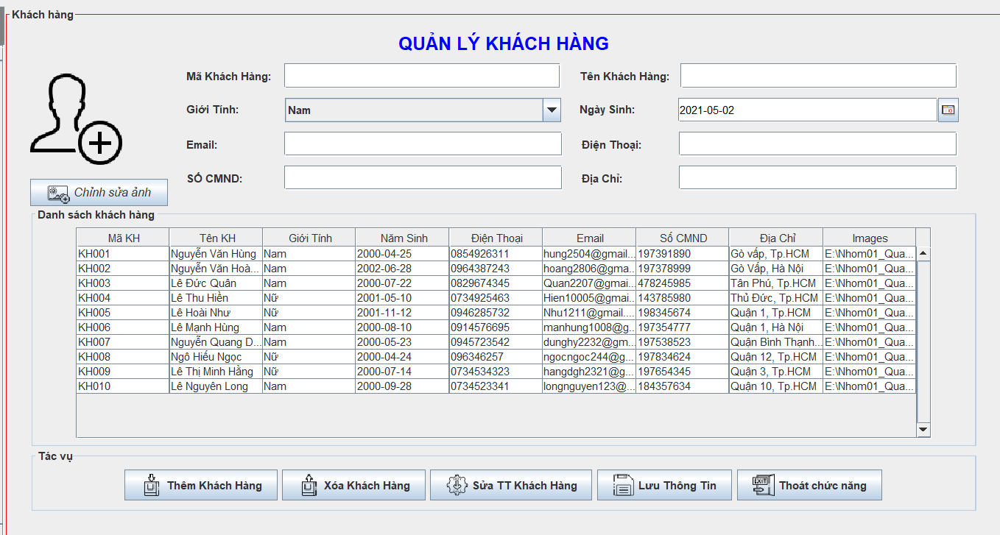 Khách hàng
QUẢN LÝ KHÁCH HÀNG
Mã Khách Hàng: Tên Khách Hàng:
Giới Tính: Nam Ngày Sinh: 2021-05-02
Email: Điện Thoại:
SỐ CMND: Địa Chỉ:
Chỉnh sửa ảnh
Danh sách khách hàng
Mã KH Tên KH Giới Tính Năm Sinh Điện Thoại Email Số CMND Địa Chỉ Images
KH001 Nguyễn Văn Hùng Nam 2000-04-25 0854926311 hung2504@gmail... 197391890 Gò vấp, Tp.HCM E:\Nhom01_Qua...
KH002 Nguyễn Văn Hoà... Nam 2002-06-28 0964387243 hoang2806@gma... 197378999 Gò Vấp, Hà Nội E:\Nhom01_Qua...
KH003 Lê Đức Quân Nam 2000-07-22 0829674345 Quan2207@gmai... 478245985 Tân Phú, Tp.HCM E:\Nhom01_Qua...
KH004 Lê Thu Hiền Nữ 2001-05-10 0734925463 Hien10005@gmai... 143785980 Thủ Đức, Tp.HCM E:\Nhom01_Qua...
KH005 Lê Hoài Như Nữ 2001-11-12 0946285732 Nhu1211@gmail.... 198345674 Quận 1, Tp.HCM E:\Nhom01_Qua...
KH006 Lê Mạnh Hùng Nam 2000-08-10 0914576695 manhung1008@g... 197354777 Quận 1, Hà Nội E:\Nhom01_Qua...
KH007 Nguyễn Quang D... Nam 2000-05-23 0945723542 dunghy2232@gm... 197538523 Quận Bình Thạnh... E:\Nhom01_Qua...
KH008 Ngô Hiếu Ngọc Nữ 2000-04-24 096346257 ngocngoc244@g... 197834624 Quận 12, Tp.HCM E:\Nhom01_Qua...
KH009 Lê Thị Minh Hằng Nữ 2000-07-14 0734534323 hangdgh2321@g... 197654345 Quận 3, Tp.HCM E:\Nhom01_Qua...
KH010 Lê Nguyên Long Nam 2000-09-28 0734523341 longnguyen123@... 184357634 Quận 10, Tp.HCM E:\Nhom01_Qua...
Tác vụ
Thêm Khách Hàng Xóa Khách Hàng Sửa TT Khách Hàng Lưu Thông Tin EXIT Thoát chức năng